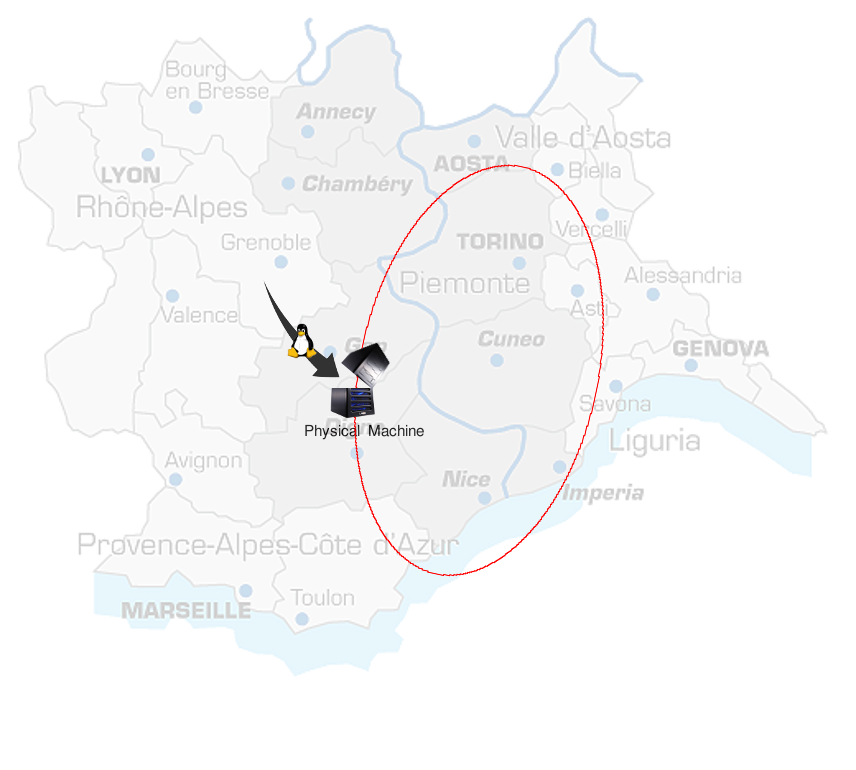 Bourg
en Bresse
Annecy
Valle d'Aosta
AOSTA
LYON
Chambéry
Biella
Rhône-Alpes
Vercelli
Grenoble
TORINO
Alessandria
Piemonte
Valence
Asti
Gap
Cuneo
GENOVA
Savona
Digne
Physical Machine
Liguria
Avignon
Nice
Imperia
Provence-Alpes-Côte d'Azur
MARSEILLE
Toulon